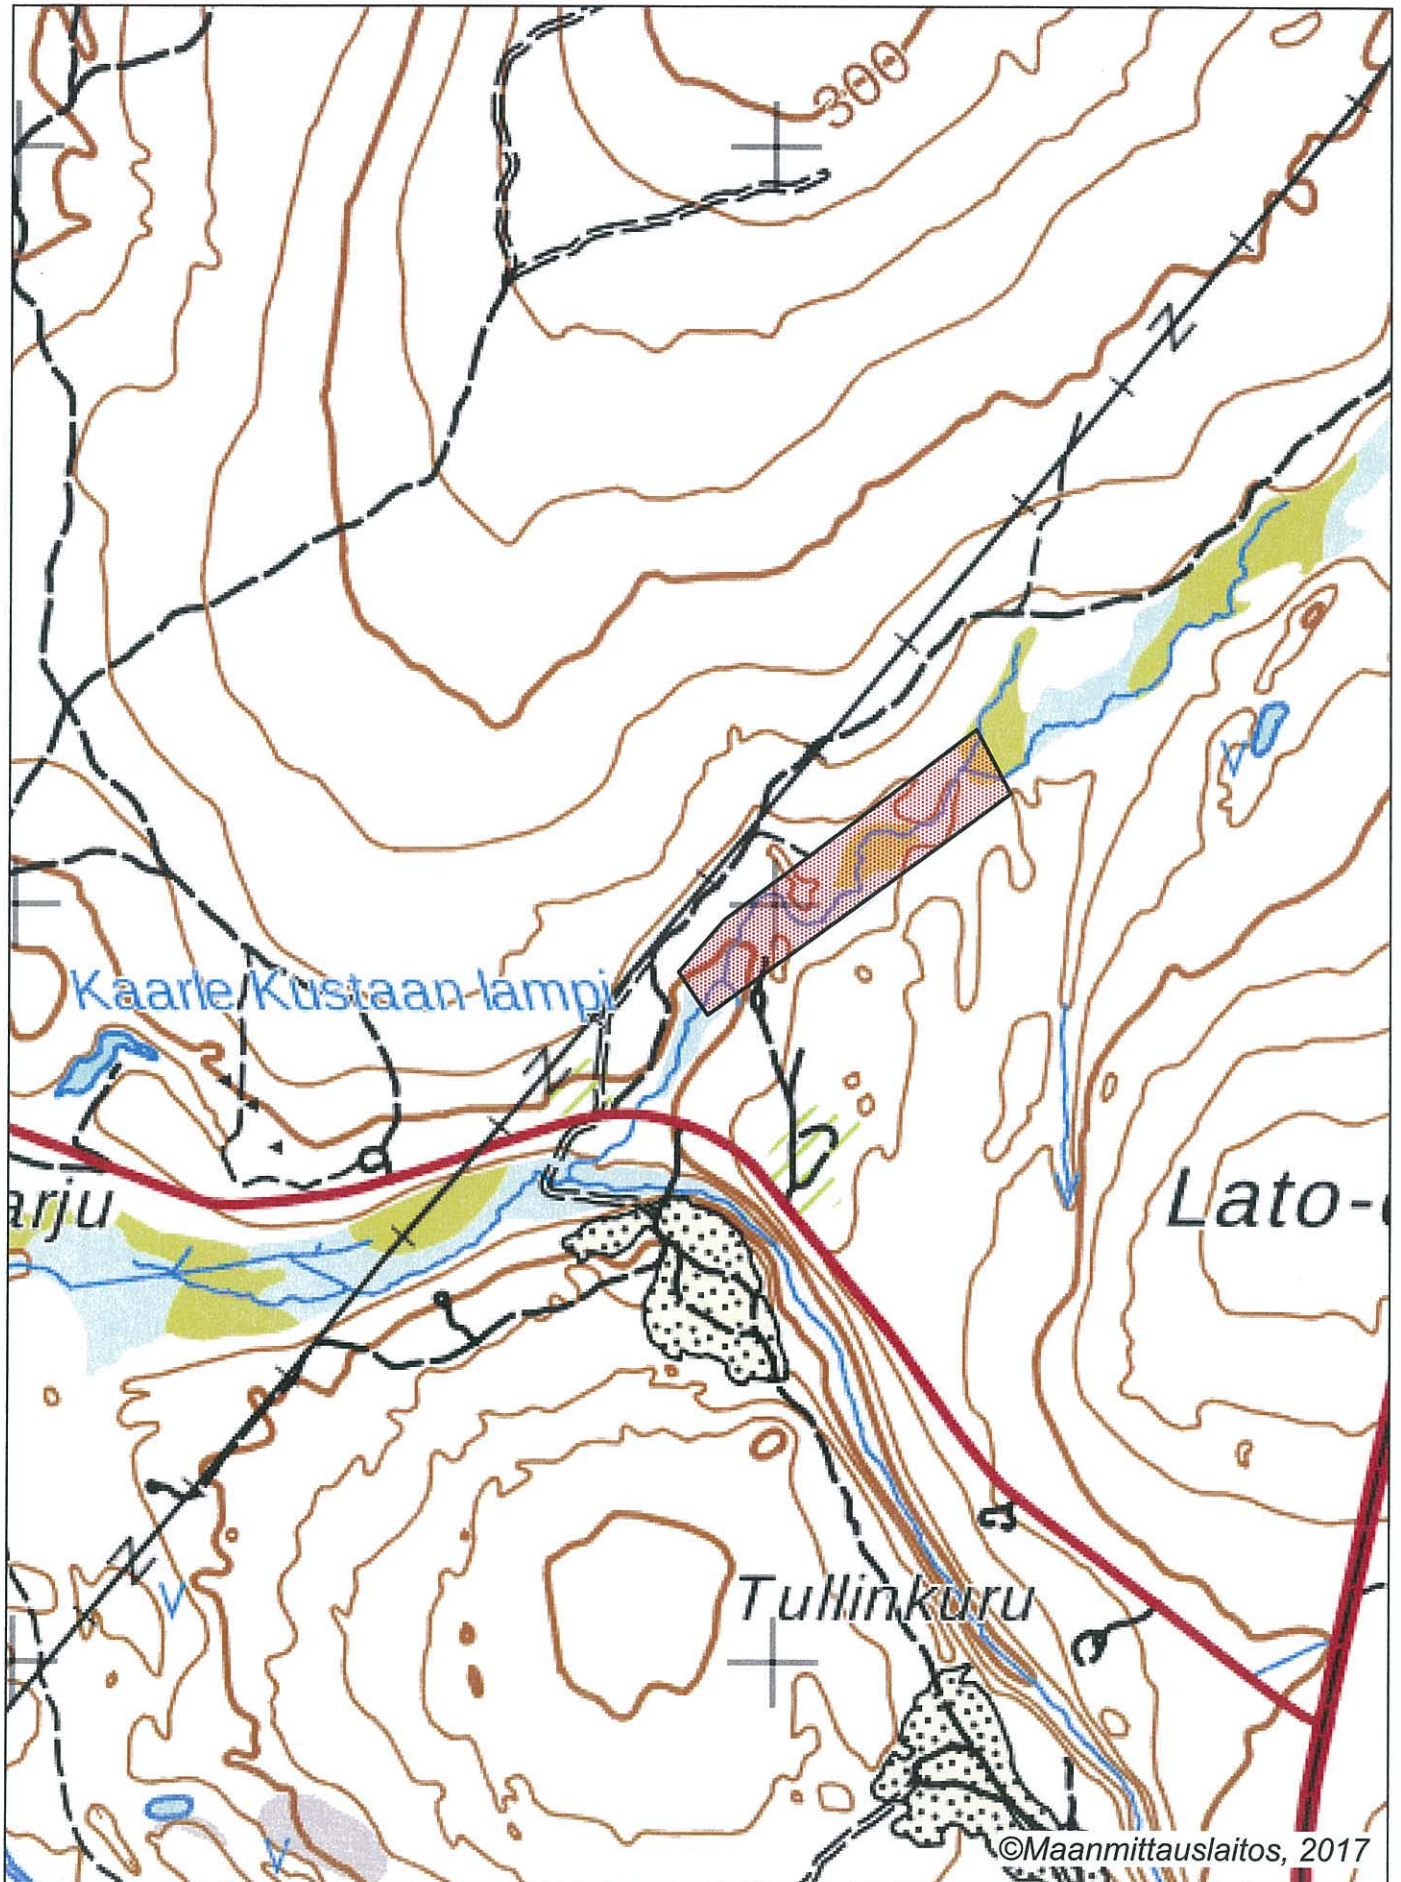 300
Kaarle Kustaan lampi
arju
Lato-
Tullinkuru
©Maanmittauslaitos, 2017